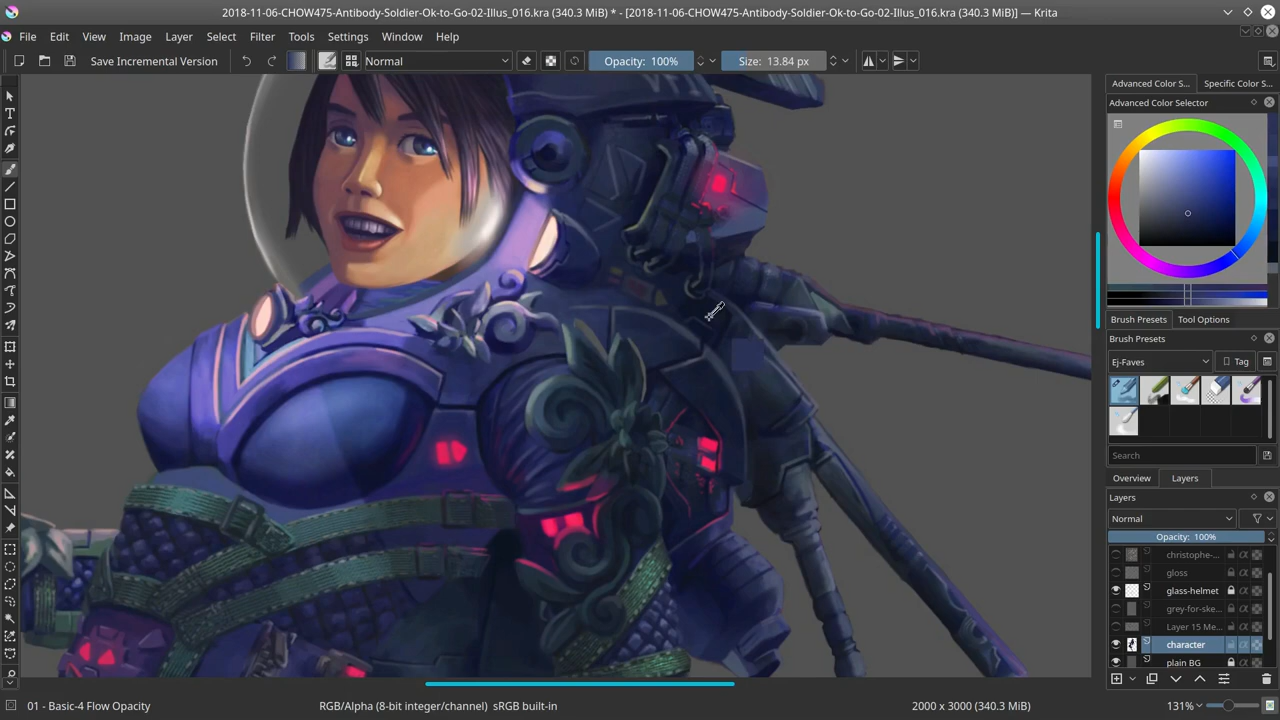 2018-11-06-CHOW475-Antibody-Soldier-Ok-to-Go-02-Illus_016.kra (340.3 MiB) * - [2018-11-06-CHOW475-Antibody-Soldier-Ok-to-Go-02-Illus_016.kra (340.3 MiB)] — Krita
File Edit View Image Layer Select Filter Tools Settings Window Help
Save Incremental Version Normal Opacity: 100% Size: 13.84 px
Advanced Color S... Specific Color S...
Advanced Color Selector
Brush Presets Tool Options
Brush Presets
Ej-Faves Tag
Search
Overview Layers
Layers
Normal
Opacity: 100%
christophe-...
gloss
glass-helmet
grey-for-ske...
Layer 15 Me...
character
plain BG
01 - Basic-4 Flow Opacity RGB/Alpha (8-bit integer/channel) sRGB built-in 2000 x 3000 (340.3 MiB) 131%